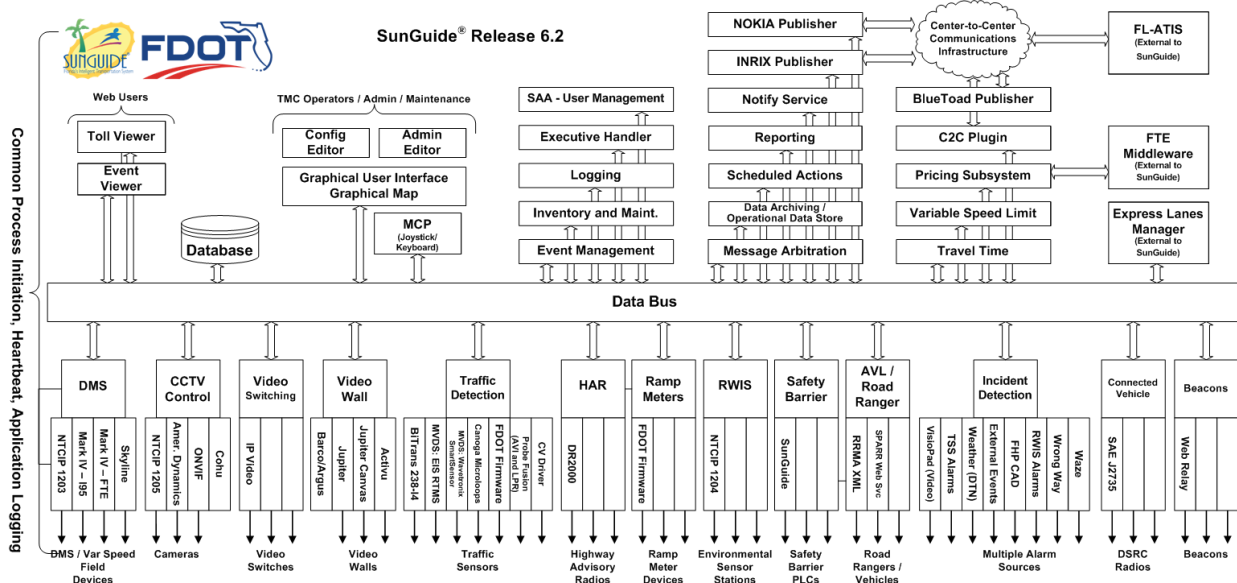 SunGuide® Release 6.2
SUNGUIDE
FDOT
Common Process Initiation, Heartbeat, Application Logging
Web Users
Toll Viewer
Event
Viewer
Database
TMC Operators / Admin / Maintenance
Config
Editor
Admin
Editor
Graphical User Interface
Graphical Map
MCP
(Joystick/
Keyboard)
SAA - User Management
Executive Handler
Logging
Inventory and Maint.
Event Management
NOKIA Publisher
INRIX Publisher
Notify Service
Reporting
Scheduled Actions
Data Archiving /
Operational Data Store
Message Arbitration
Center-to-Center
Communications
Infrastructure
BlueToad Publisher
C2C Plugin
Pricing Subsystem
Variable Speed Limit
Travel Time
FL-ATIS
(External to
SunGuide)
FTE
Middleware
(External to
SunGuide)
Express Lanes
Manager
(External to
SunGuide)
Data Bus
DMS
NTCIP 1203
Mark IV – I95
Mark IV – FTE
Skyline
DMS / Var Speed
Field
Devices
CCTV
Control
NTCIP 1205
Amer. Dynamics
ONVIF
Cohu
Cameras
Video
Switching
IP Video
Video
Switches
Video
Wall
Barco/Argus
Jupiter
Jupiter Canvas
Activu
Video
Walls
Traffic
Detection
BiTrans 238-I4
MVDS: EIS RTMS
MVDS: Wavetronix
SmartSensor
Canoga Microloops
FDOT Firmware
Probe Fusion
(AVI and LPR)
CV Driver
Traffic
Sensors
HAR
DR2000
Highway
Advisory
Radios
Ramp
Meters
FDOT Firmware
Ramp
Meter
Devices
RWIS
NTCIP 1204
Environmental
Sensor
Stations
Safety
Barrier
SunGuide
Safety
Barrier
PLCs
AVL /
Road
Ranger
RRMA XML
SPARR Web Svc
Road
Rangers /
Vehicles
Incident
Detection
VisioPad (Video)
TSS Alarms
Weather (DTN)
External Events
FHP CAD
RWIS Alarms
Wrong Way
Waze
Multiple Alarm
Sources
Connected
Vehicle
SAE J2735
DSRC
Radios
Beacons
Web Relay
Beacons